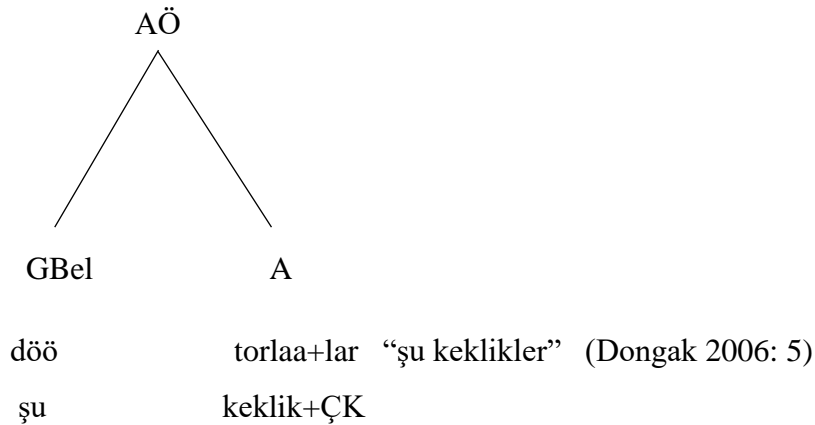 AÖ
GBel A
döö torlaa+lar “şu keklikler” (Dongak 2006: 5)
şu keklik+ÇK